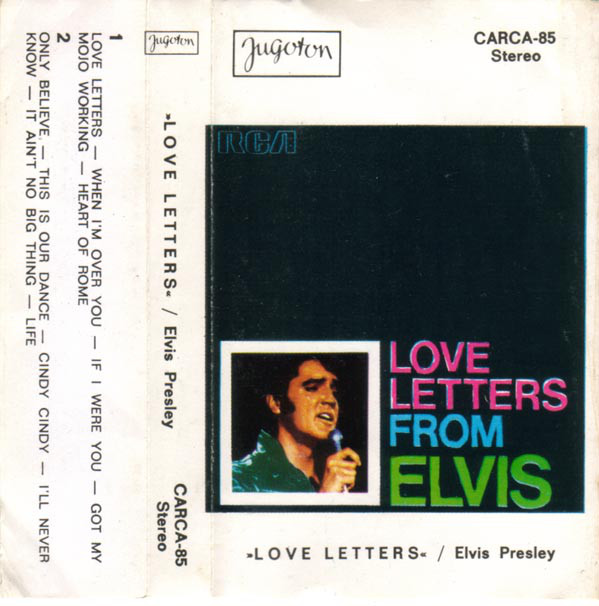 1
LOVE LETTERS — WHEN I'M OVER YOU — IF I WERE YOU — GOT MY
MOJO WORKING — HEART OF ROME
2
ONLY BELIEVE — THIS IS OUR DANCE — CINDY CINDY — I'LL NEVER
KNOW — IT AIN'T NO BIG THING — LIFE
Jugoton
»LOVE LETTERS« / Elvis Presley
CARCA-85
Stereo
Jugoton
CARCA-85
Stereo
RCA
LOVE
LETTERS
FROM
ELVIS
»LOVE LETTERS« / Elvis Presley